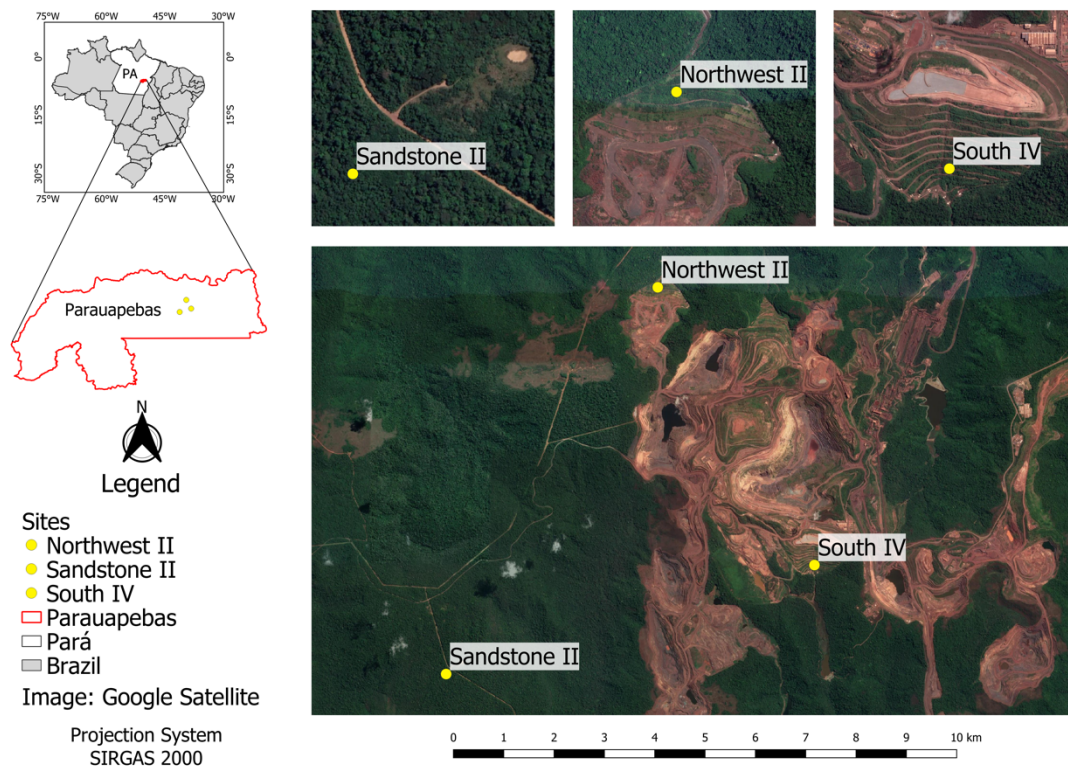 75°W 60°W 45°W
0° 0°
PA
15°S 15°S
30°S 30°S
75°W 60°W 45°W
Parauapebas
N
Legend
Sites
Northwest II
Sandstone II
South IV
Parauapebas
Pará
Brazil
Image: Google Satellite
Projection System
SIRGAS 2000
Sandstone II
Northwest II
South IV
Northwest II
South IV
Sandstone II
0 1 2 3 4 5 6 7 8 9 10 km